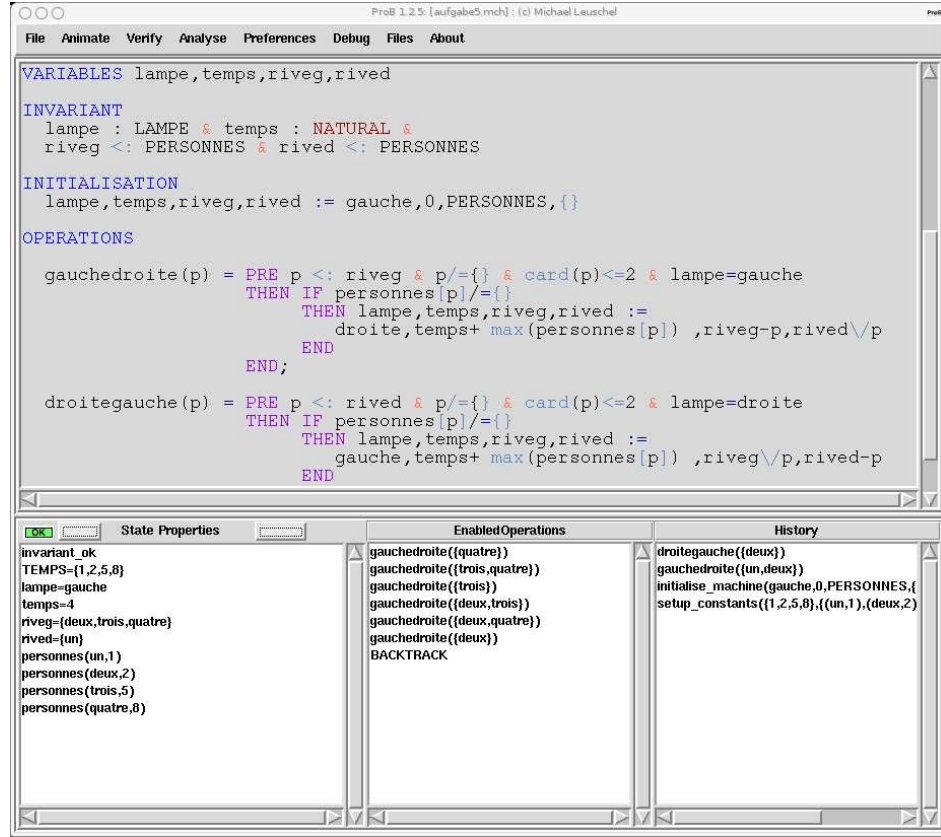 ProB 1.2.5: [aufgabe5.mch] : (c) Michael Leuschel
ProB
File Animate Verify Analyse Preferences Debug Files About
VARIABLES lampe,temps,riveg,rived
INVARIANT
lampe : LAMPE & temps : NATURAL &
riveg <: PERSONNES & rived <: PERSONNES
INITIALISATION
lampe,temps,riveg,rived := gauche,0,PERSONNES,{}
OPERATIONS
gauchedroite(p) = PRE p <: riveg & p/={} & card(p)<=2 & lampe=gauche
THEN IF personnes[p]/={}
THEN lampe,temps,riveg,rived :=
droite,temps+ max(personnes[p]) ,riveg-p,rived\/p
END
END;
droitegauche(p) = PRE p <: rived & p/={} & card(p)<=2 & lampe=droite
THEN IF personnes[p]/={}
THEN lampe,temps,riveg,rived :=
gauche,temps+ max(personnes[p]) ,riveg\/p,rived-p
END
OK State Properties
invariant_ok
TEMPS={1,2,5,8}
lampe=gauche
temps=4
riveg={deux,trois,quatre}
rived={un}
personnes(un,1)
personnes(deux,2)
personnes(trois,5)
personnes(quatre,8)
EnabledOperations
gauchedroite({quatre})
gauchedroite({trois,quatre})
gauchedroite({trois})
gauchedroite({deux,trois})
gauchedroite({deux,quatre})
gauchedroite({deux})
BACKTRACK
History
droitegauche({deux})
gauchedroite({un,deux})
initialise_machine(gauche,0,PERSONNES,{
setup_constants({1,2,5,8},{(un,1),(deux,2)